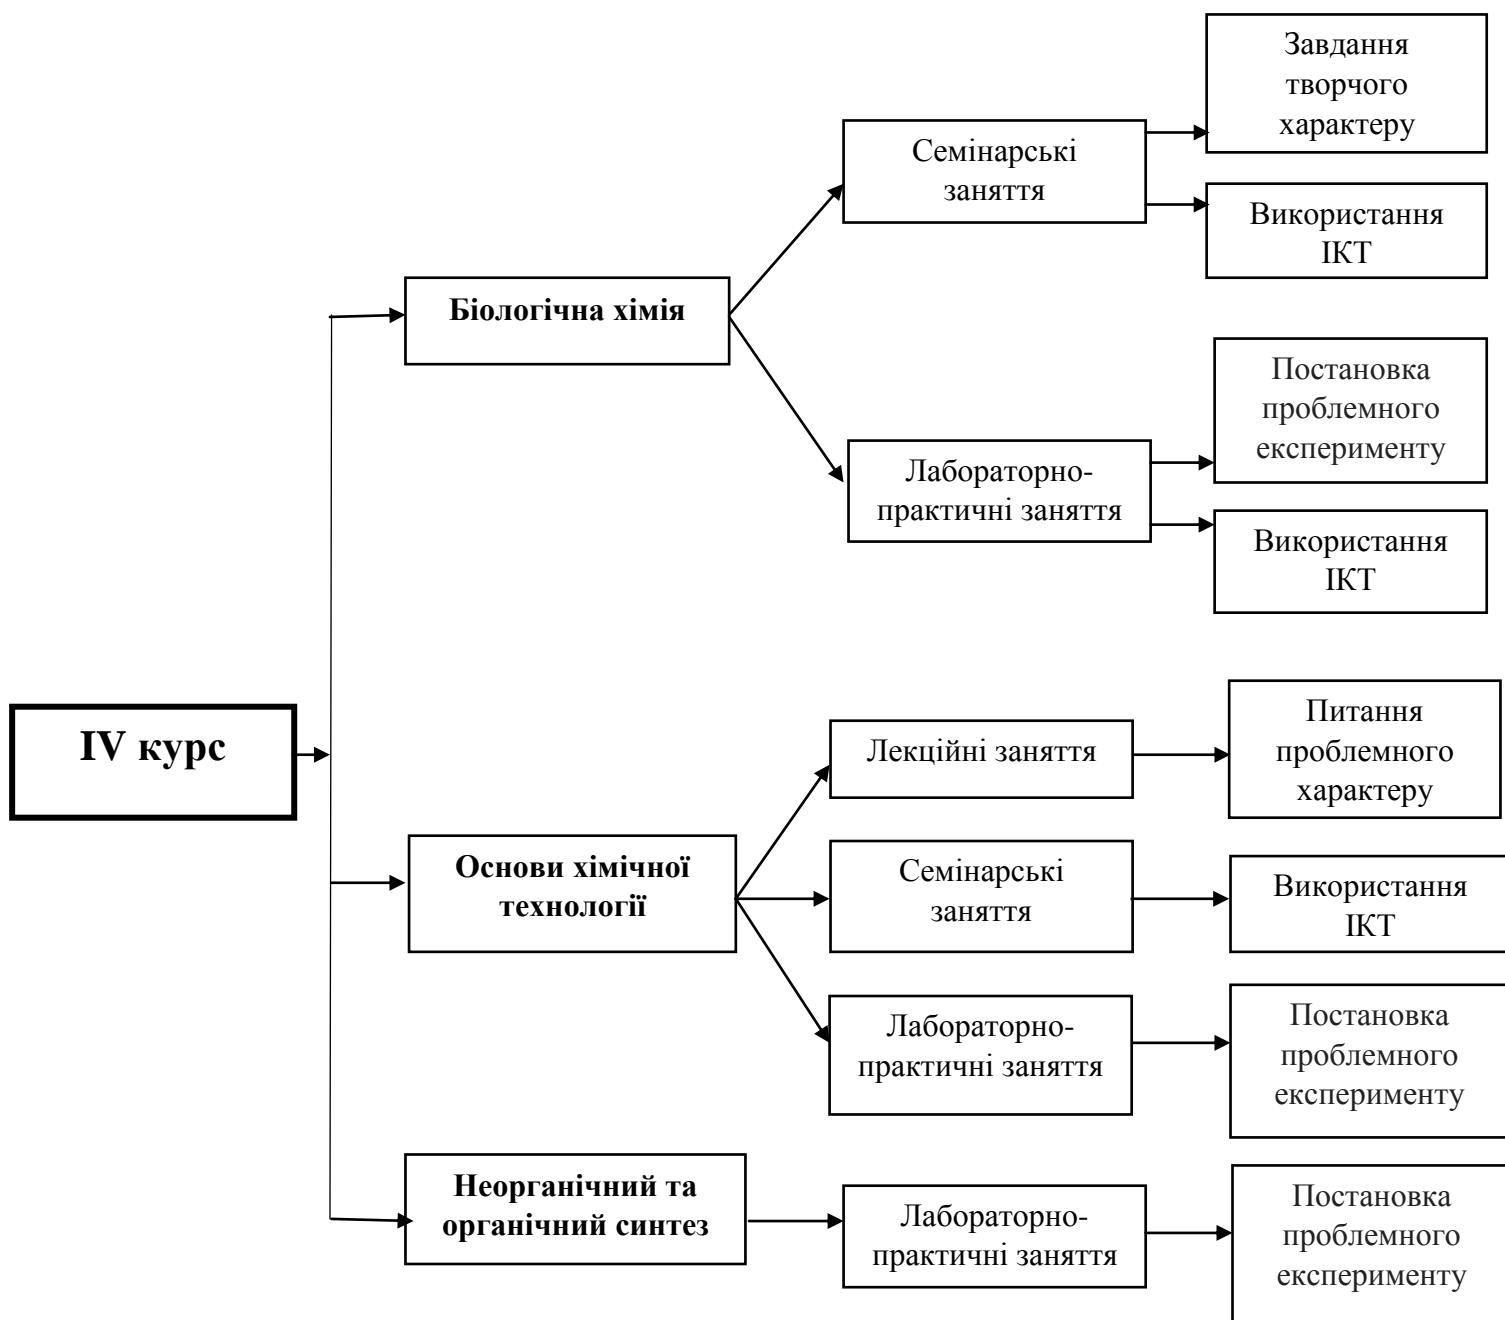 Завдання
творчого
характеру
Семінарські
заняття
Використання
ІКТ
Біологічна хімія
Постановка
проблемного
експерименту
Лабораторно-
практичні заняття
Використання
ІКТ
IV курс
Лекційні заняття
Питання
проблемного
характеру
Основи хімічної
технології
Семінарські
заняття
Використання
ІКТ
Лабораторно-
практичні заняття
Постановка
проблемного
експерименту
Неорганічний та
органічний синтез
Лабораторно-
практичні заняття
Постановка
проблемного
експерименту